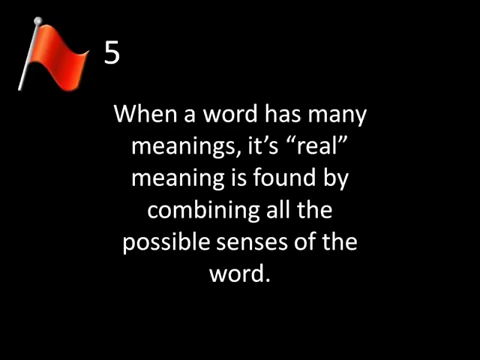 5
When a word has many
meanings, it's “real”
meaning is found by
combining all the
possible senses of the
word.